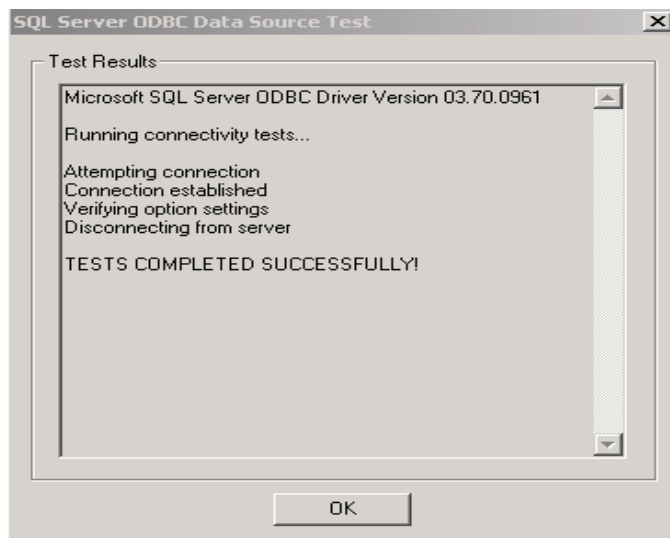 SQL Server ODBC Data Source Test
Test Results
Microsoft SQL Server ODBC Driver Version 03.70.0961
Running connectivity tests...
Attempting connection
Connection established
Verifying option settings
Disconnecting from server
TESTS COMPLETED SUCCESSFULLY!
OK